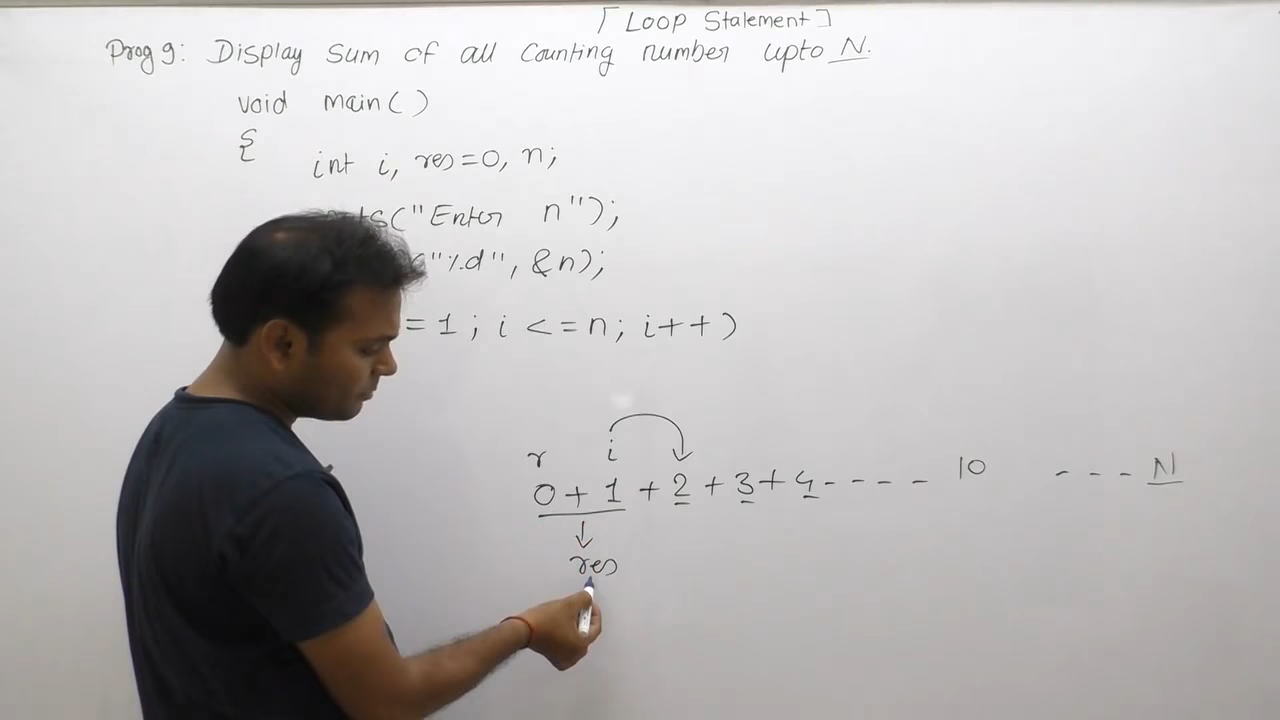 [Loop Statement]
Prog 9: Display sum of all counting number upto N.
void main()
{
int i, res=0, n;
("Enter n");
"%d", &n);
=1; i <=n; i++)
r i
0 + 1 + 2 + 3 + 4 - - - - 10 - - - N
res